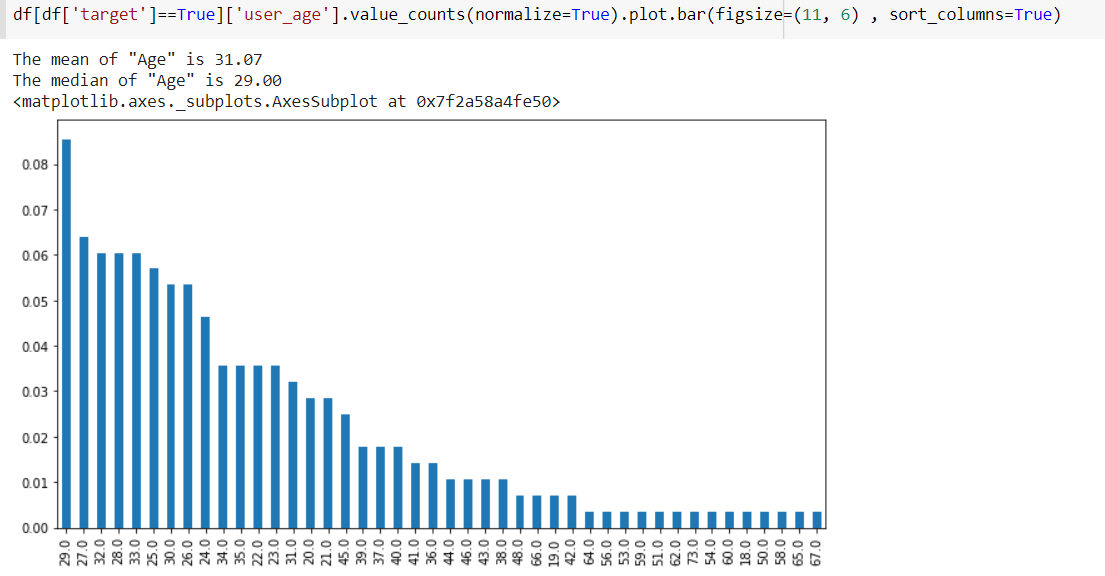 df[df['target']==True]['user_age'].value_counts(normalize=True).plot.bar(figsize=(11, 6) , sort_columns=True)
The mean of "Age" is 31.07
The median of "Age" is 29.00
<matplotlib.axes._subplots.AxesSubplot at 0x7f2a58a4fe50>
0.08
0.07
0.06
0.05
0.04
0.03
0.02
0.01
0.00
29.0 27.0 32.0 28.0 33.0 25.0 30.0 26.0 24.0 34.0 35.0 22.0 23.0 31.0 20.0 21.0 45.0 39.0 37.0 40.0 41.0 36.0 44.0 46.0 43.0 38.0 48.0 66.0 19.0 42.0 64.0 56.0 53.0 59.0 51.0 62.0 73.0 54.0 60.0 18.0 50.0 58.0 65.0 67.0